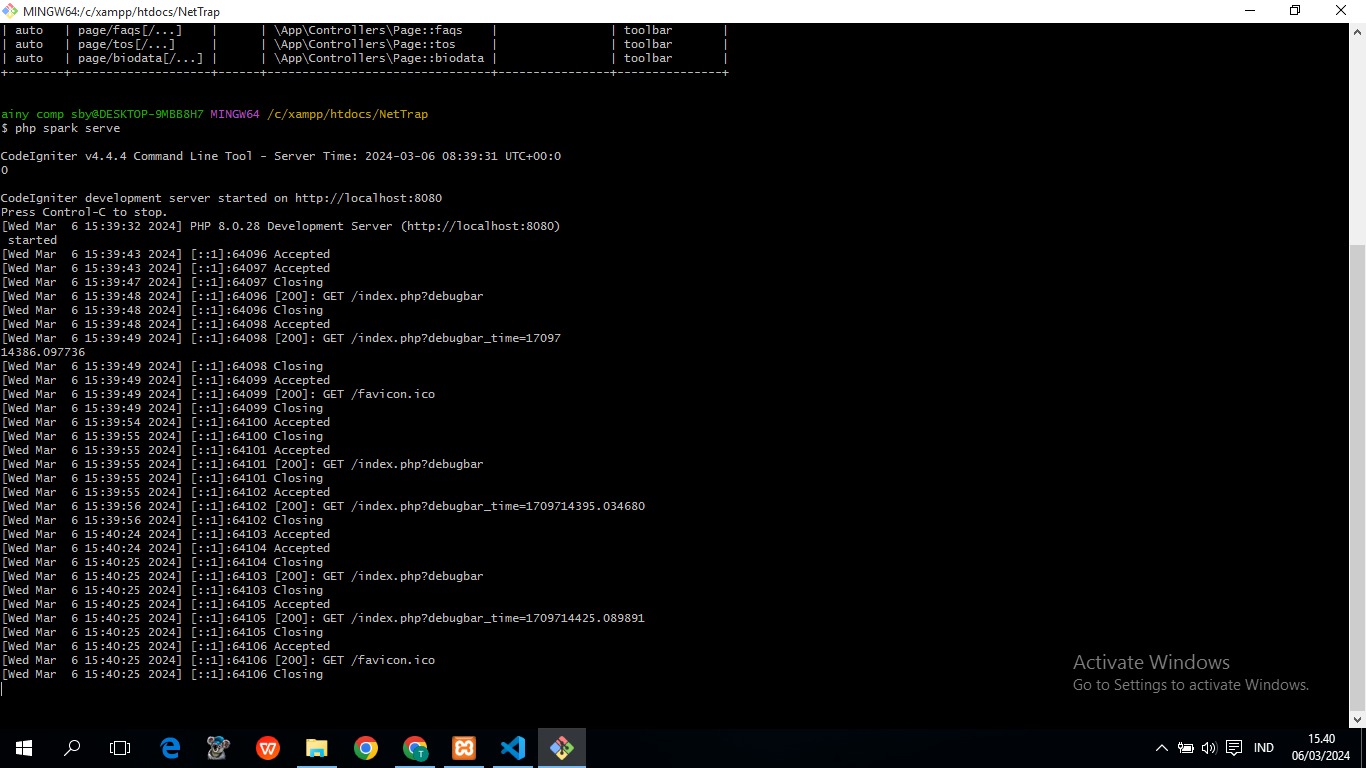 MINGW64:/c/xampp/htdocs/NetTrap
| auto   | page/faqs[/...]    |      | \App\Controllers\Page::faqs    |                | toolbar       |
| auto   | page/tos[/...]     |      | \App\Controllers\Page::tos     |                | toolbar       |
| auto   | page/biodata[/...] |      | \App\Controllers\Page::biodata |                | toolbar       |
+--------+--------------------+------+--------------------------------+----------------+---------------+
ainy comp sby@DESKTOP-9MBB8H7 MINGW64 /c/xampp/htdocs/NetTrap
$ php spark serve
CodeIgniter v4.4.4 Command Line Tool - Server Time: 2024-03-06 08:39:31 UTC+00:0
0
CodeIgniter development server started on http://localhost:8080
Press Control-C to stop.
[Wed Mar  6 15:39:32 2024] PHP 8.0.28 Development Server (http://localhost:8080)
 started
[Wed Mar  6 15:39:43 2024] [::1]:64096 Accepted
[Wed Mar  6 15:39:43 2024] [::1]:64097 Accepted
[Wed Mar  6 15:39:47 2024] [::1]:64097 Closing
[Wed Mar  6 15:39:48 2024] [::1]:64096 [200]: GET /index.php?debugbar
[Wed Mar  6 15:39:48 2024] [::1]:64096 Closing
[Wed Mar  6 15:39:48 2024] [::1]:64098 Accepted
[Wed Mar  6 15:39:49 2024] [::1]:64098 [200]: GET /index.php?debugbar_time=17097
14386.097736
[Wed Mar  6 15:39:49 2024] [::1]:64098 Closing
[Wed Mar  6 15:39:49 2024] [::1]:64099 Accepted
[Wed Mar  6 15:39:49 2024] [::1]:64099 [200]: GET /favicon.ico
[Wed Mar  6 15:39:49 2024] [::1]:64099 Closing
[Wed Mar  6 15:39:54 2024] [::1]:64100 Accepted
[Wed Mar  6 15:39:55 2024] [::1]:64100 Closing
[Wed Mar  6 15:39:55 2024] [::1]:64101 Accepted
[Wed Mar  6 15:39:55 2024] [::1]:64101 [200]: GET /index.php?debugbar
[Wed Mar  6 15:39:55 2024] [::1]:64101 Closing
[Wed Mar  6 15:39:55 2024] [::1]:64102 Accepted
[Wed Mar  6 15:39:56 2024] [::1]:64102 [200]: GET /index.php?debugbar_time=1709714395.034680
[Wed Mar  6 15:39:56 2024] [::1]:64102 Closing
[Wed Mar  6 15:40:24 2024] [::1]:64103 Accepted
[Wed Mar  6 15:40:24 2024] [::1]:64104 Accepted
[Wed Mar  6 15:40:25 2024] [::1]:64104 Closing
[Wed Mar  6 15:40:25 2024] [::1]:64103 [200]: GET /index.php?debugbar
[Wed Mar  6 15:40:25 2024] [::1]:64103 Closing
[Wed Mar  6 15:40:25 2024] [::1]:64105 Accepted
[Wed Mar  6 15:40:25 2024] [::1]:64105 [200]: GET /index.php?debugbar_time=1709714425.089891
[Wed Mar  6 15:40:25 2024] [::1]:64105 Closing
[Wed Mar  6 15:40:25 2024] [::1]:64106 Accepted
[Wed Mar  6 15:40:25 2024] [::1]:64106 [200]: GET /favicon.ico
[Wed Mar  6 15:40:25 2024] [::1]:64106 Closing
Activate Windows
Go to Settings to activate Windows.
IND
15.40
06/03/2024